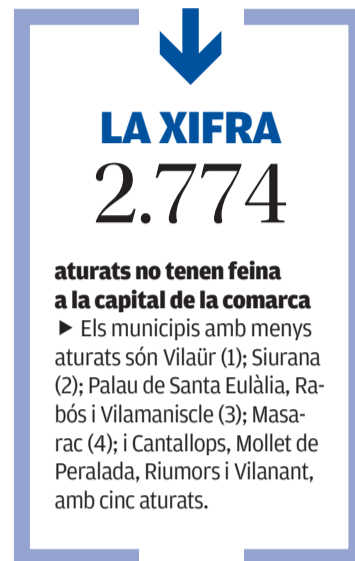 LA XIFRA
2.774
aturats no tenen feina
a la capital de la comarca
▶ Els municipis amb menys
aturats són Vilaür (1); Siurana
(2); Palau de Santa Eulàlia, Ra-
bós i Vilamaniscle (3); Masa-
rac (4); i Cantallops, Mollet de
Peralada, Riumors i Vilanant,
amb cinc aturats.